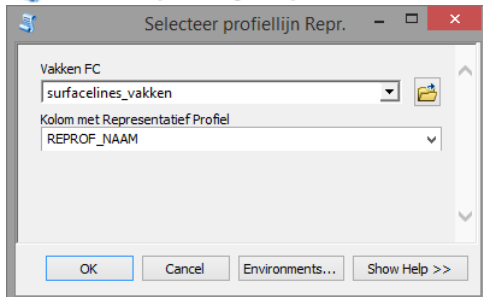 Selecteer profiellijn Repr.
Vakken FC
surfacelines_vakken
Kolom met Representatief Profiel
REPROF_NAAM
OK Cancel Environments... Show Help >>